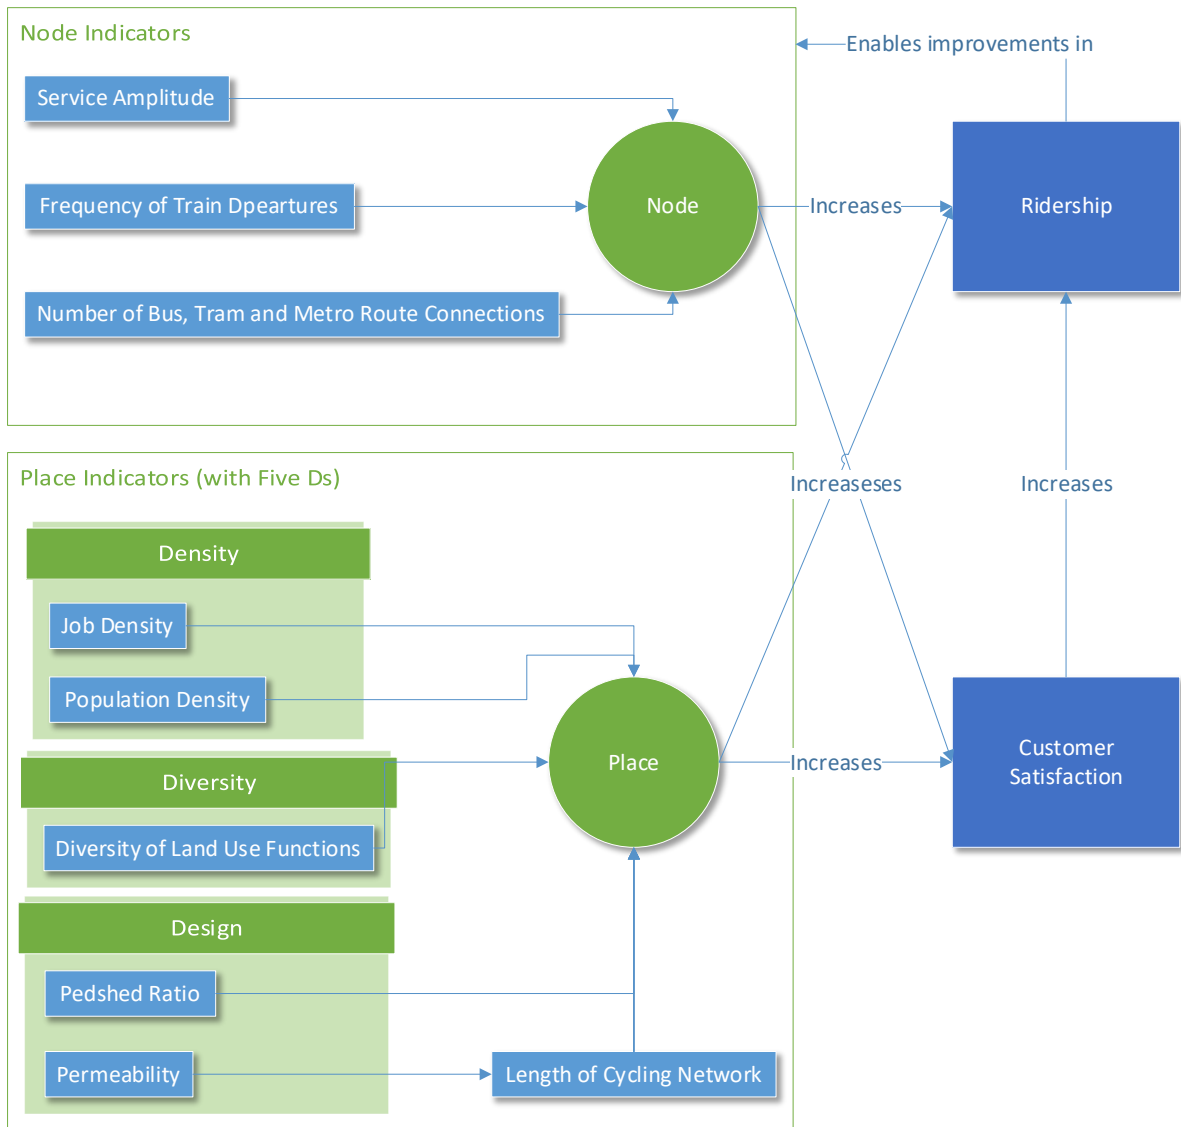 Node Indicators
Enables improvements in
Service Amplitude
Frequency of Train Dpeartures
Node
Increases
Ridership
Number of Bus, Tram and Metro Route Connections
Place Indicators (with Five Ds)
Increaseses
Increases
Density
Job Density
Population Density
Place
Increases
Customer
Satisfaction
Diversity
Diversity of Land Use Functions
Design
Pedshed Ratio
Permeability
Length of Cycling Network